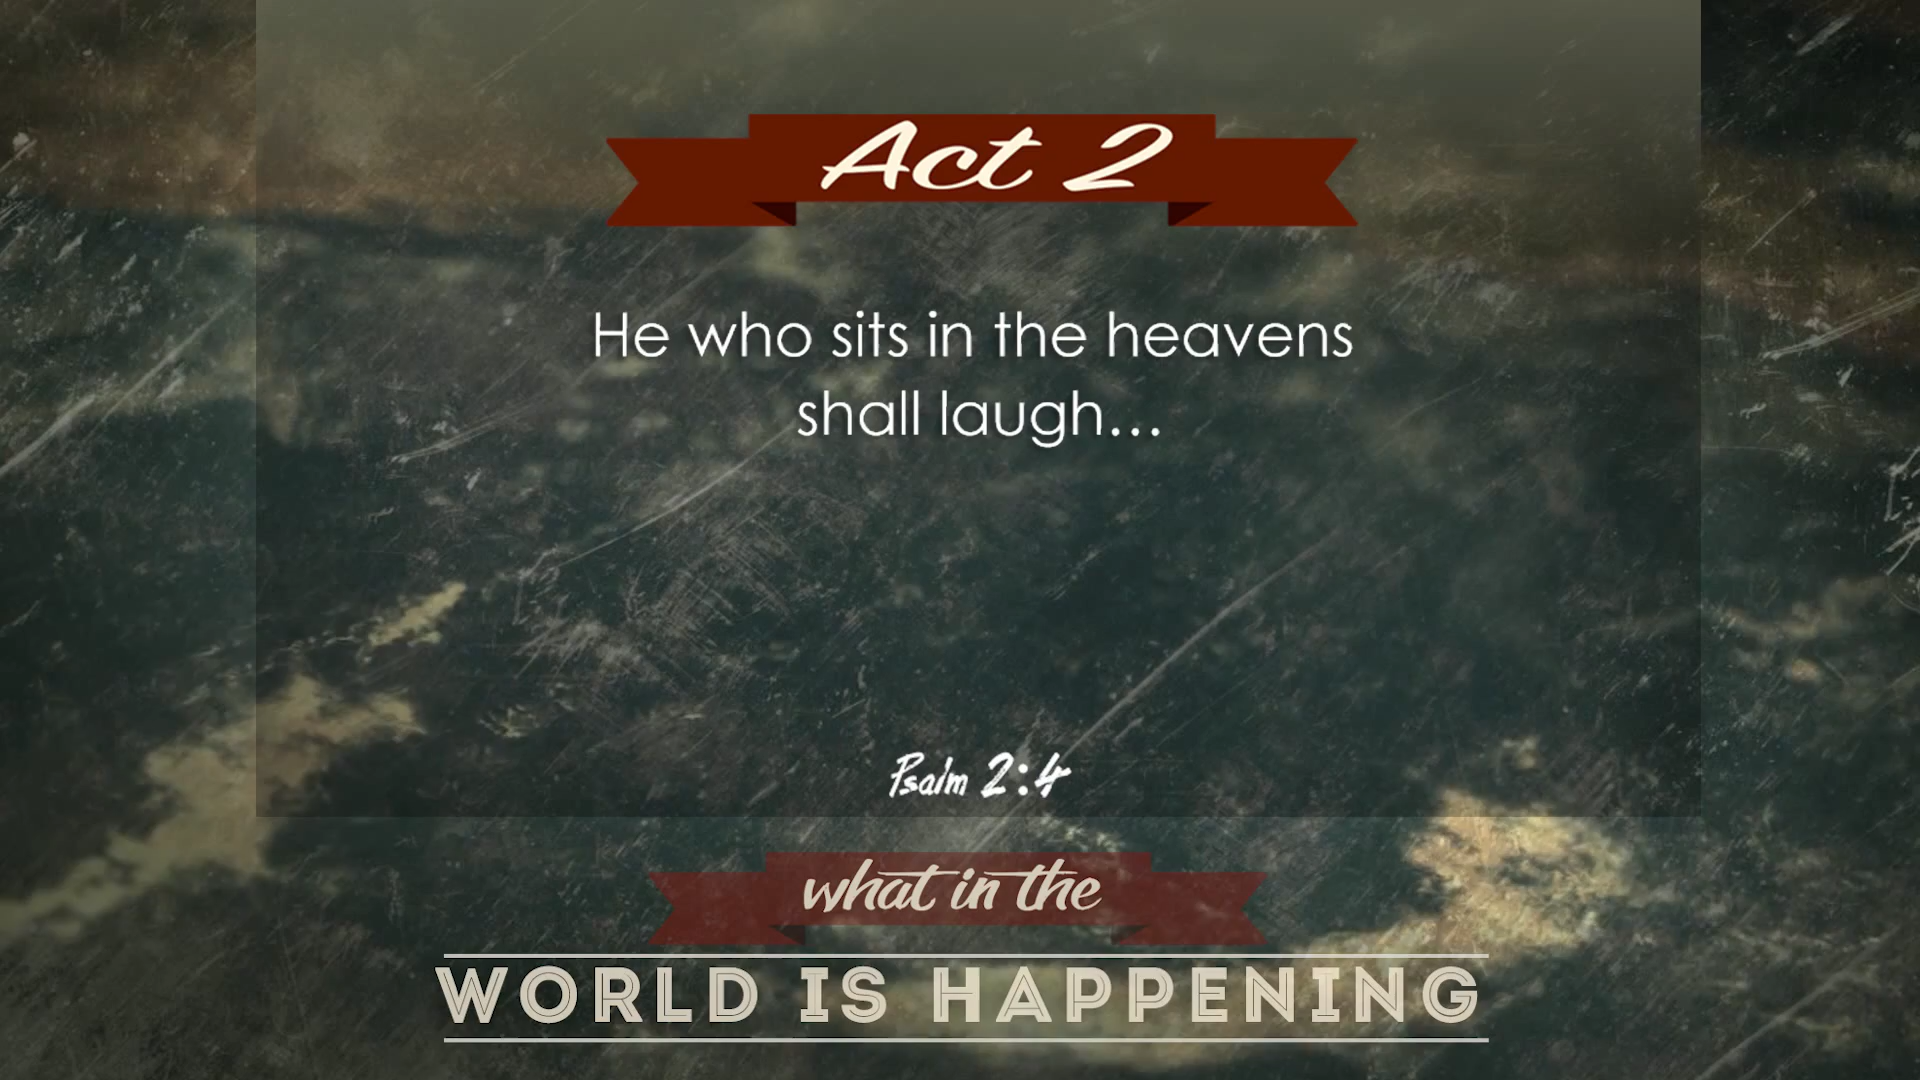 Act 2
He who sits in the heavens
shall laugh…
Psalm 2:4
what in the
WORLD IS HAPPENING